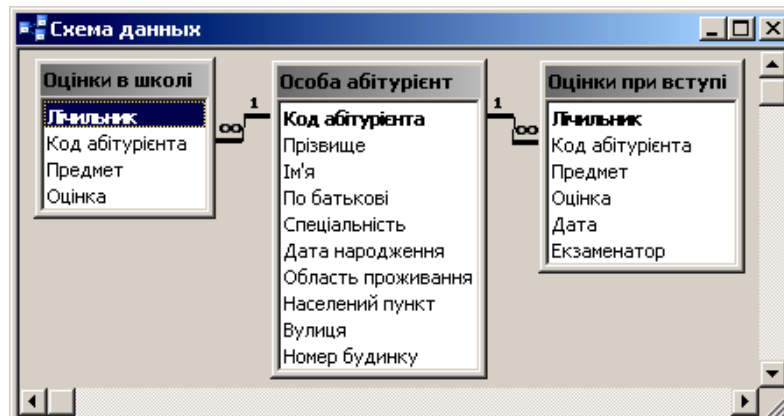 Схема данных
Оцінки в школі
Лічильник
Код абітурієнта
Предмет
Оцінка
1
∞
Особа абітурієнт
Код абітурієнта
Прізвище
Ім'я
По батькові
Спеціальність
Дата народження
Область проживання
Населений пункт
Вулиця
Номер будинку
1
∞
Оцінки при вступі
Лічильник
Код абітурієнта
Предмет
Оцінка
Дата
Екзаменатор